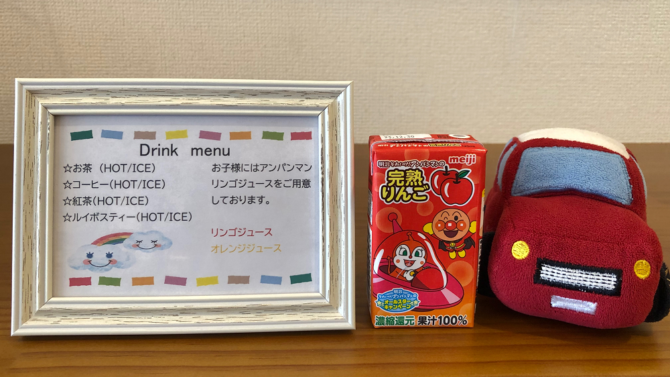 Drink menu
☆お茶 (HOT/ICE)
☆コーヒー(HOT/ICE)
☆紅茶(HOT/ICE)
☆ルイボスティー(HOT/ICE)
お子様にはアンパンマン
リンゴジュースをご用意
しております。
リンゴジュース
オレンジジュース
meiji
完熟
りんご
濃縮還元 果汁100%